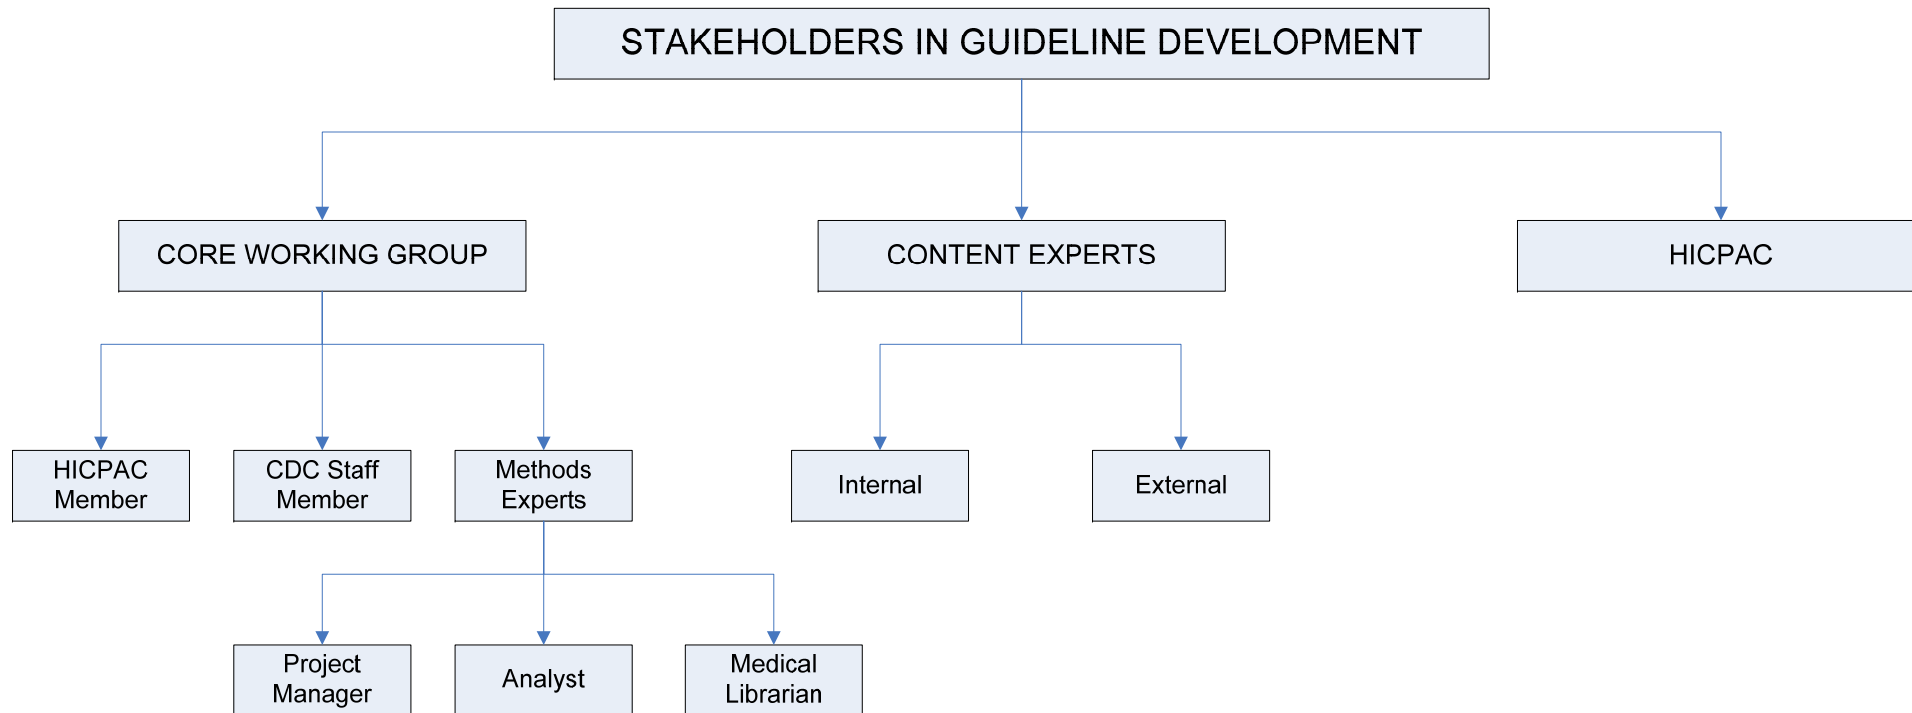 STAKEHOLDERS IN GUIDELINE DEVELOPMENT
CORE WORKING GROUP
CONTENT EXPERTS
HICPAC
HICPAC
Member
CDC Staff
Member
Methods
Experts
Internal
External
Project
Manager
Analyst
Medical
Librarian